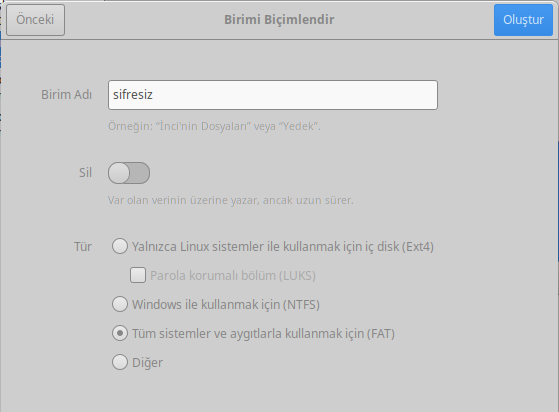 Önceki
Birimi Biçimlendir
Oluştur
Birim Adı
sifresiz
Örneğin: "İnci'nin Dosyaları" veya "Yedek".
Sil
Var olan verinin üzerine yazar, ancak uzun sürer.
Tür
Yalnızca Linux sistemler ile kullanmak için iç disk (Ext4)
Parola korumalı bölüm (LUKS)
Windows ile kullanmak için (NTFS)
Tüm sistemler ve aygıtlarla kullanmak için (FAT)
Diğer